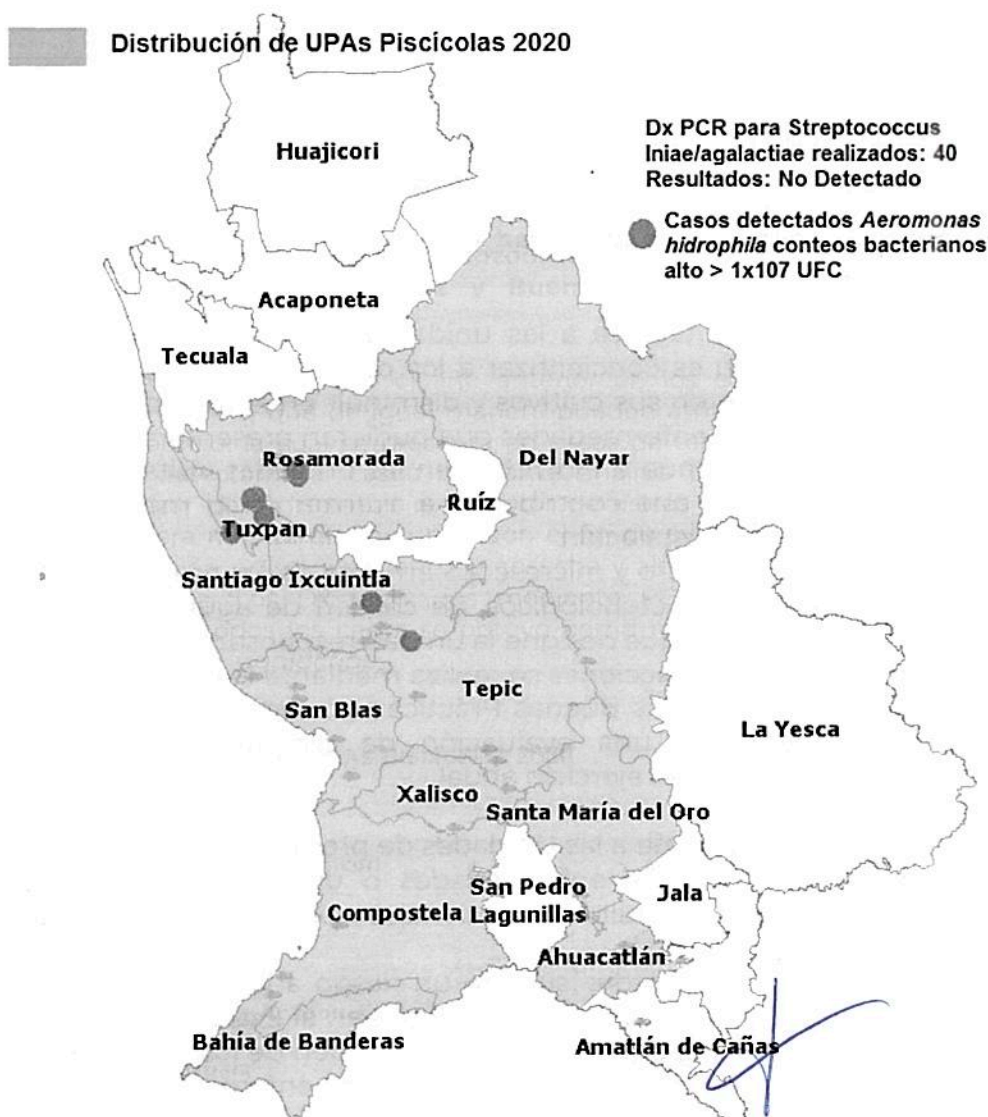 Distribución de UPAs Piscícolas 2020
Dx PCR para Streptococcus
Iniae/agalactiae realizados: 40
Resultados: No Detectado
Casos detectados Aeromonas
hidrophila conteos bacterianos
alto > 1x107 UFC
Huajicori
Acaponeta
Tecuala
Rosamorada
Del Nayar
Ruíz
Tuxpan
Santiago Ixcuintla
Tepic
San Blas
La Yesca
Xalisco
Santa María del Oro
San Pedro
Lagunillas
Jala
Compostela
Ahuacatlán
Bahía de Banderas
Amatlán de Cañas